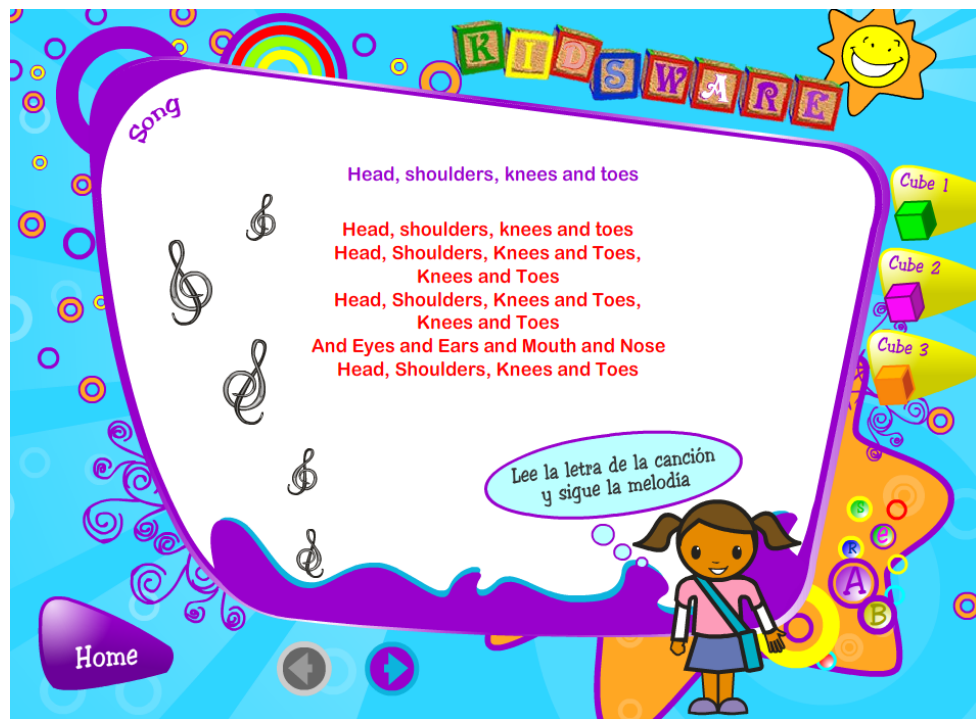 KIDSWARE
Song
Cube 1
Head, shoulders, knees and toes
Head, shoulders, knees and toes
Head, Shoulders, Knees and Toes,
Knees and Toes
Head, Shoulders, Knees and Toes,
Knees and Toes
And Eyes and Ears and Mouth and Nose
Head, Shoulders, Knees and Toes
Cube 2
Cube 3
Lee la letra de la canción
y sigue la melodía
S
e
K
A
B
Home